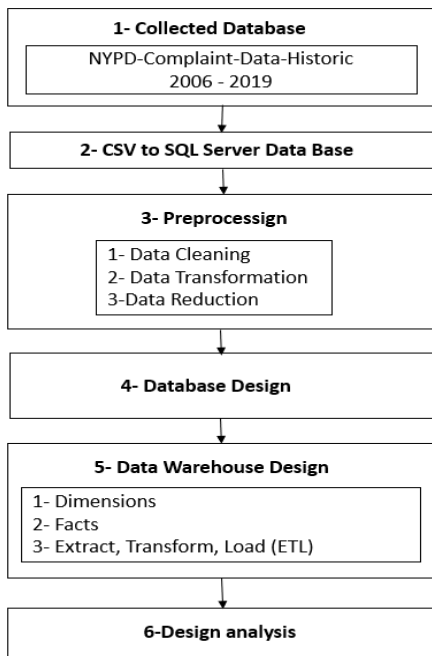 1- Collected Database
NYPD-Complaint-Data-Historic
2006 - 2019
2- CSV to SQL Server Data Base
3- Preprocessign
1- Data Cleaning
2- Data Transformation
3-Data Reduction
4- Database Design
5- Data Warehouse Design
1- Dimensions
2- Facts
3- Extract, Transform, Load (ETL)
6-Design analysis